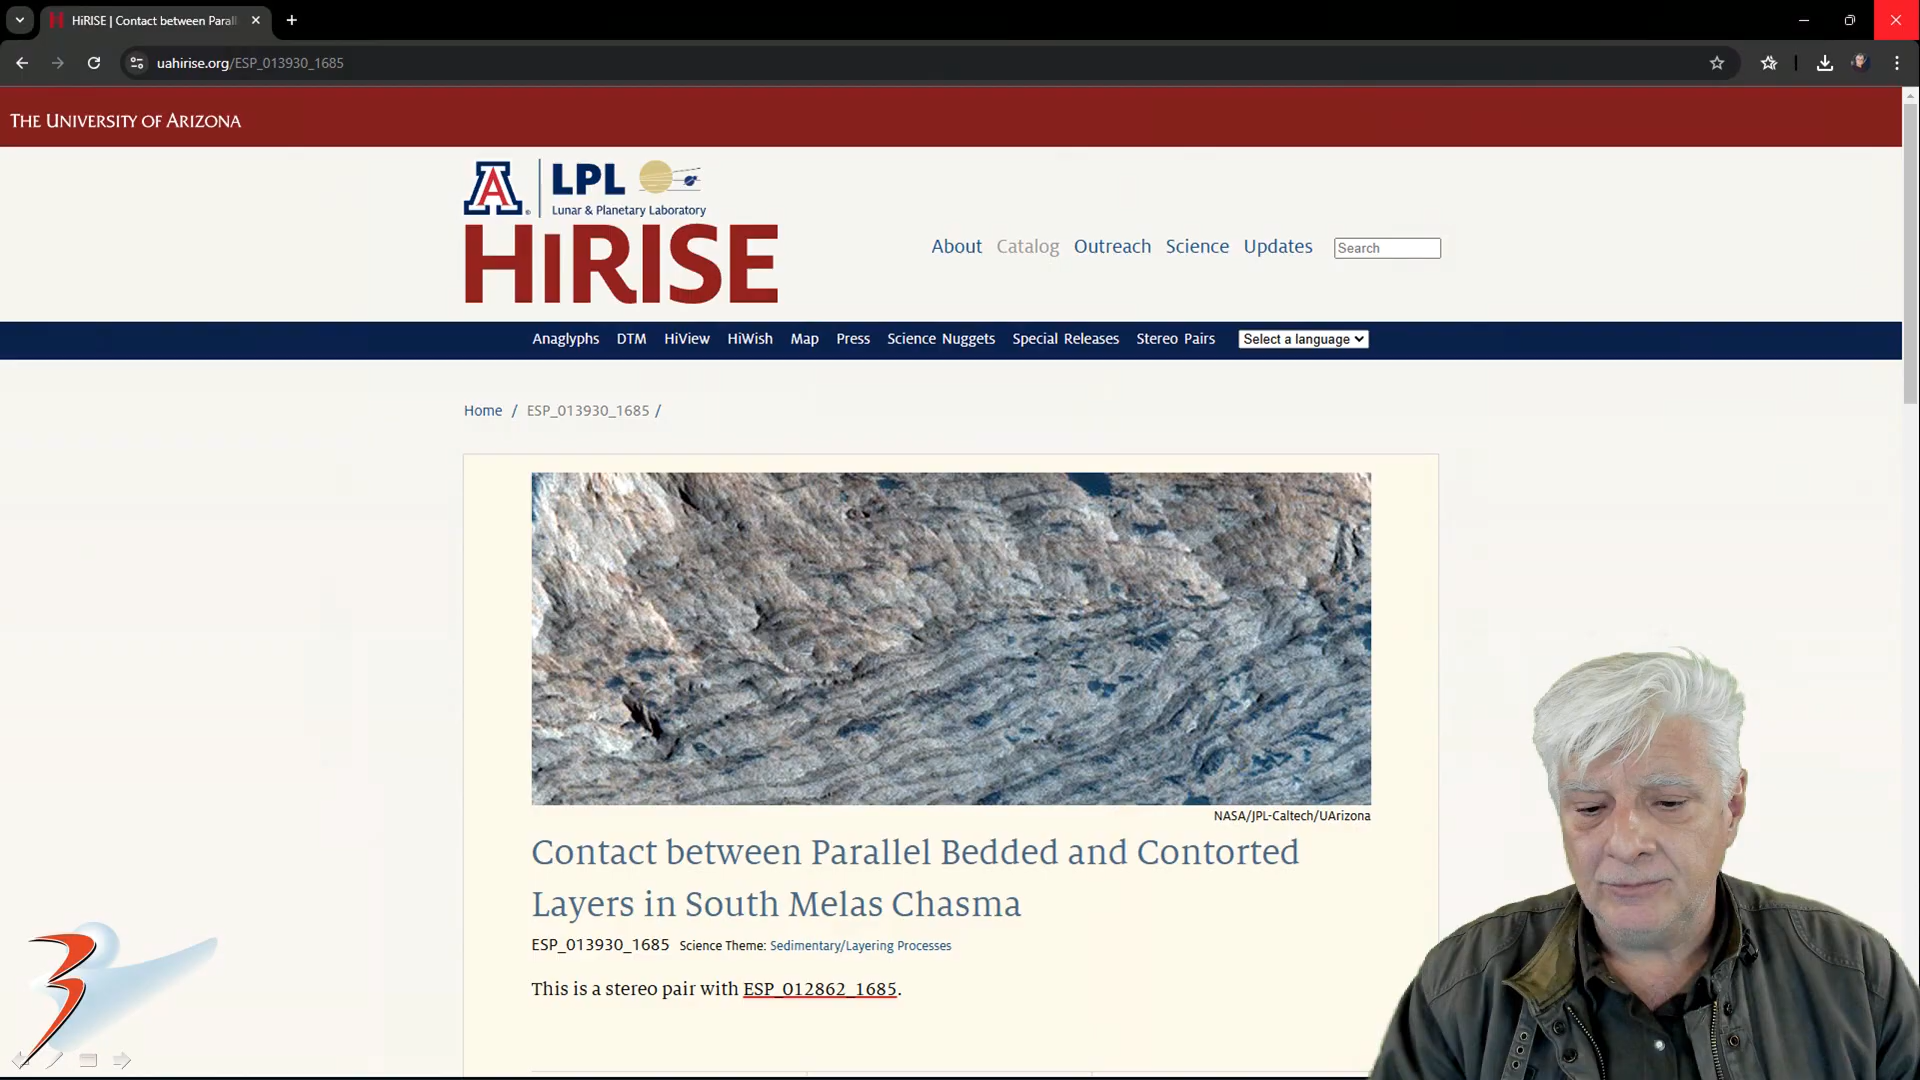 HiRISE | Contact between Paral
uahirise.org/ESP_013930_1685
THE UNIVERSITY OF ARIZONA
A LPL
Lunar & Planetary Laboratory
HiRISE
About Catalog Outreach Science Updates Search
Anaglyphs DTM HiView HiWish Map Press Science Nuggets Special Releases Stereo Pairs Select a language
Home / ESP_013930_1685 /
NASA/JPL-Caltech/UArizona
Contact between Parallel Bedded and Contorted
Layers in South Melas Chasma
ESP_013930_1685 Science Theme: Sedimentary/Layering Processes
This is a stereo pair with ESP_012862_1685.